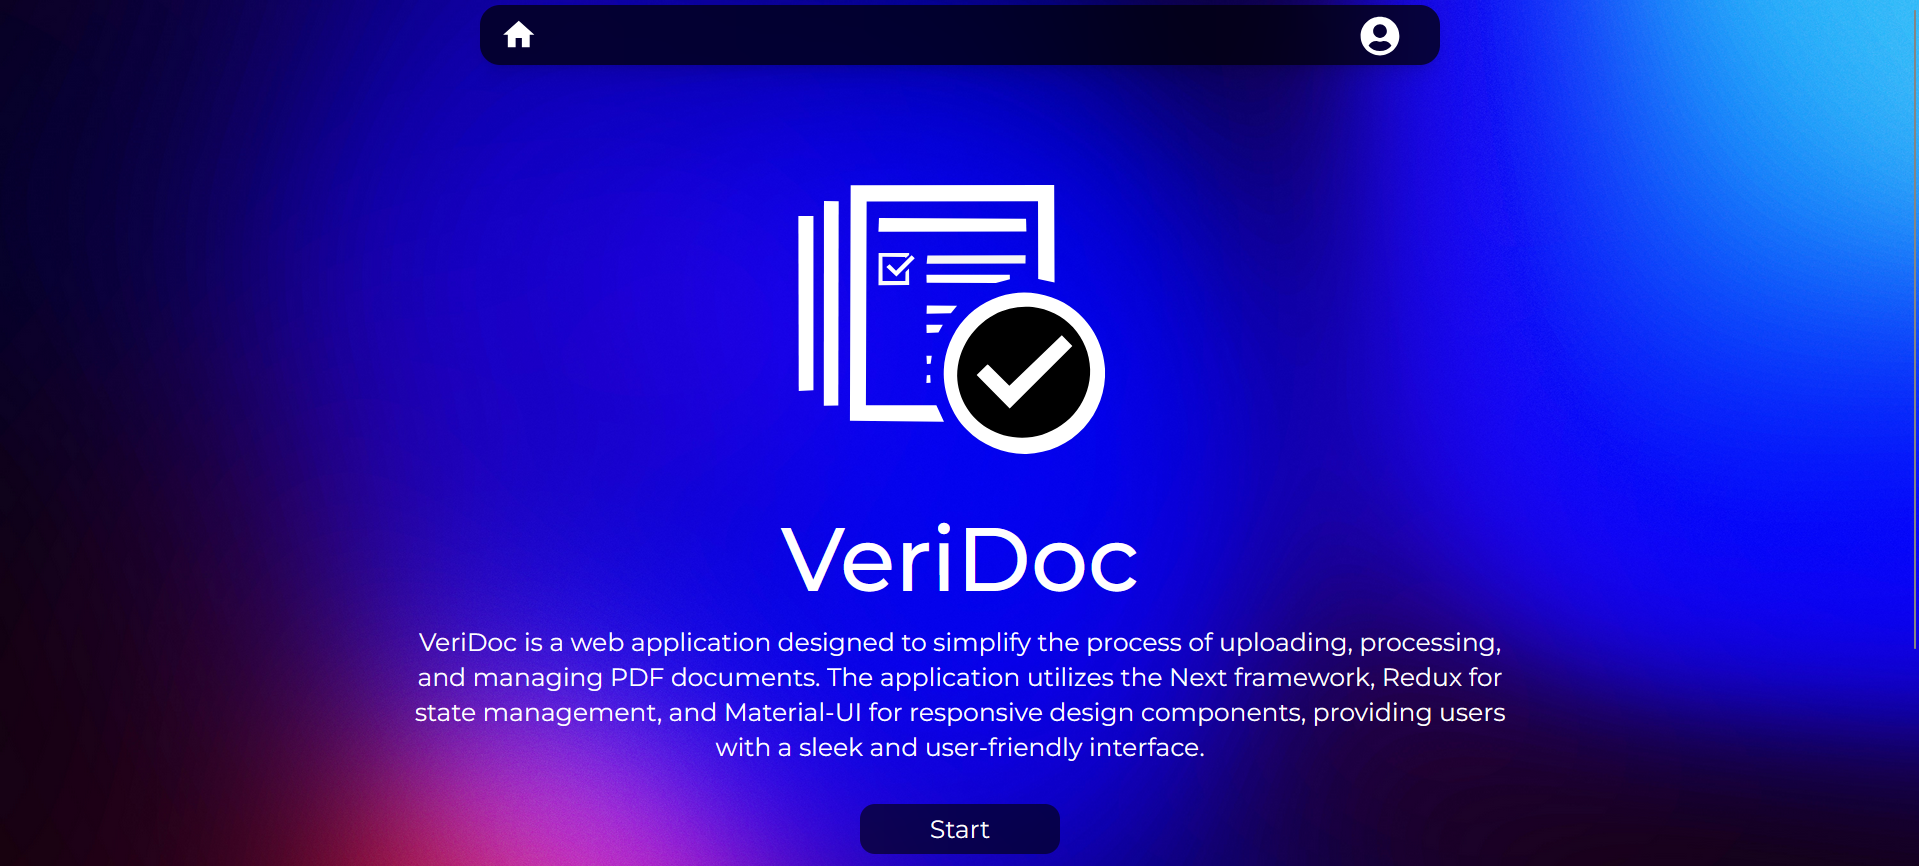 VeriDoc
VeriDoc is a web application designed to simplify the process of uploading, processing,
and managing PDF documents. The application utilizes the Next framework, Redux for
state management, and Material-UI for responsive design components, providing users
with a sleek and user-friendly interface.
Start